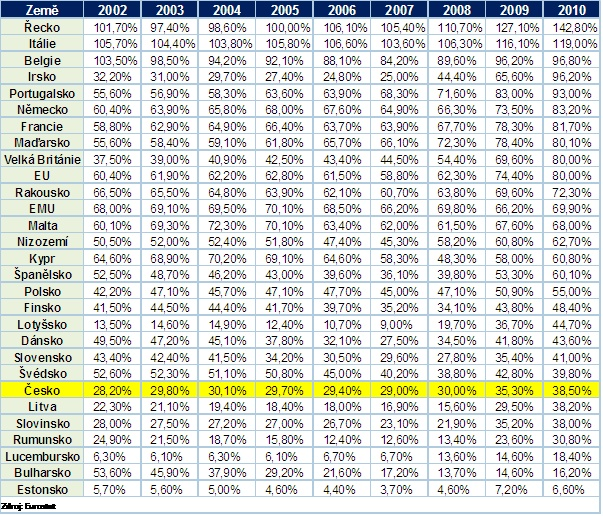 Země 2002 2003 2004 2005 2006 2007 2008 2009 2010
Řecko 101,70% 97,40% 98,60% 100,00% 106,10% 105,40% 110,70% 127,10% 142,80%
Itálie 105,70% 104,40% 103,80% 105,80% 106,60% 103,60% 106,30% 116,10% 119,00%
Belgie 103,50% 98,50% 94,20% 92,10% 88,10% 84,20% 89,60% 96,20% 96,80%
Irsko 32,20% 31,00% 29,70% 27,40% 24,80% 25,00% 44,40% 65,60% 96,20%
Portugalsko 55,60% 56,90% 58,30% 63,60% 63,90% 68,30% 71,60% 83,00% 93,00%
Německo 60,40% 63,90% 65,80% 68,00% 67,60% 64,90% 66,30% 73,50% 83,20%
Francie 58,80% 62,90% 64,90% 66,40% 63,70% 63,90% 67,70% 78,30% 81,70%
Maďarsko 55,60% 58,40% 59,10% 61,80% 65,70% 66,10% 72,30% 78,40% 80,10%
Velká Británie 37,50% 39,00% 40,90% 42,50% 43,40% 44,50% 54,40% 69,60% 80,00%
EU 60,40% 61,90% 62,20% 62,80% 61,50% 58,80% 62,30% 74,40% 80,00%
Rakousko 66,50% 65,50% 64,80% 63,90% 62,10% 60,70% 63,80% 69,60% 72,30%
EMU 68,00% 69,10% 69,50% 70,10% 68,50% 66,20% 69,80% 66,20% 69,90%
Malta 60,10% 69,30% 72,30% 70,10% 63,40% 62,00% 61,50% 67,60% 68,00%
Nizozemí 50,50% 52,00% 52,40% 51,80% 47,40% 45,30% 58,20% 60,80% 62,70%
Kypr 64,60% 68,90% 70,20% 69,10% 64,60% 58,30% 48,30% 58,00% 60,80%
Španělsko 52,50% 48,70% 46,20% 43,00% 39,60% 36,10% 39,80% 53,30% 60,10%
Polsko 42,20% 47,10% 45,70% 47,10% 47,70% 45,00% 47,10% 50,90% 55,00%
Finsko 41,50% 44,50% 44,40% 41,70% 39,70% 35,20% 34,10% 43,80% 48,40%
Lotyšsko 13,50% 14,60% 14,90% 12,40% 10,70% 9,00% 19,70% 36,70% 44,70%
Dánsko 49,50% 47,20% 45,10% 37,80% 32,10% 27,50% 34,50% 41,80% 43,60%
Slovensko 43,40% 42,40% 41,50% 34,20% 30,50% 29,60% 27,80% 35,40% 41,00%
Švédsko 52,60% 52,30% 51,10% 50,80% 45,00% 40,20% 38,80% 42,80% 39,80%
Česko 28,20% 29,80% 30,10% 29,70% 29,40% 29,00% 30,00% 35,30% 38,50%
Litva 22,30% 21,10% 19,40% 18,40% 18,00% 16,90% 15,60% 29,50% 38,20%
Slovinsko 28,00% 27,50% 27,20% 27,00% 26,70% 23,10% 21,90% 35,20% 38,00%
Rumunsko 24,90% 21,50% 18,70% 15,80% 12,40% 12,60% 13,40% 23,60% 30,80%
Lucembursko 6,30% 6,10% 6,30% 6,10% 6,70% 6,70% 13,60% 14,60% 18,40%
Bulharsko 53,60% 45,90% 37,90% 29,20% 21,60% 17,20% 13,70% 14,60% 16,20%
Estonsko 5,70% 5,60% 5,00% 4,60% 4,40% 3,70% 4,60% 7,20% 6,60%
Zdroj: Eurostat